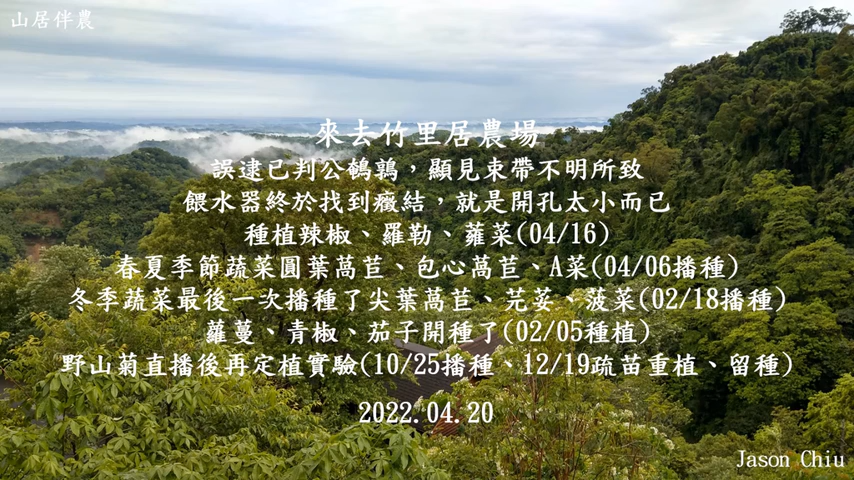 山居伴農
來去竹里居農場
誤逮已判公鵪鶉，顯見束帶不明所致
餵水器終於找到癥結，就是開孔太小而已
種植辣椒、羅勒、蕹菜(04/16)
春夏季節蔬菜圓葉萵苣、包心萵苣、A菜(04/06播種)
冬季蔬菜最後一次播種了尖葉萵苣、芫荽、菠菜(02/18播種)
蘿蔓、青椒、茄子開種了(02/05種植)
野山菊直播後再定植實驗(10/25播種、12/19疏苗重植、留種)
2022.04.20
Jason Chiu